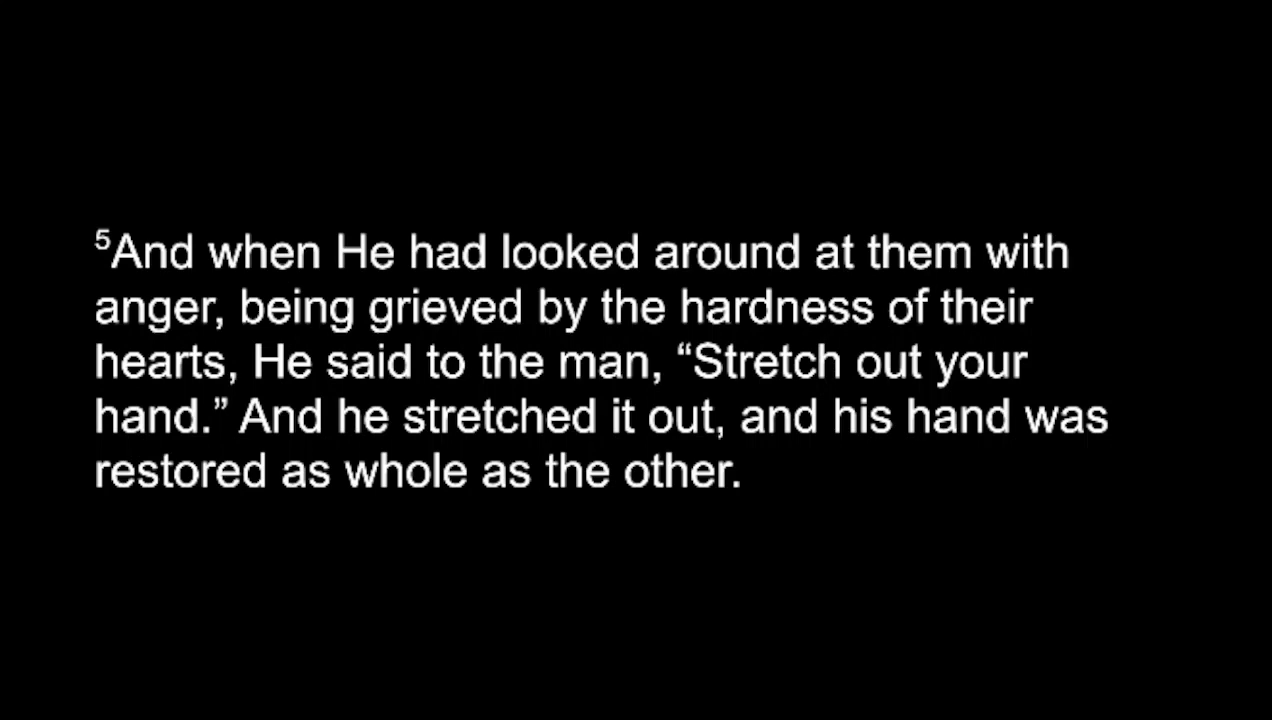 ⁵And when He had looked around at them with
anger, being grieved by the hardness of their
hearts, He said to the man, “Stretch out your
hand.” And he stretched it out, and his hand was
restored as whole as the other.